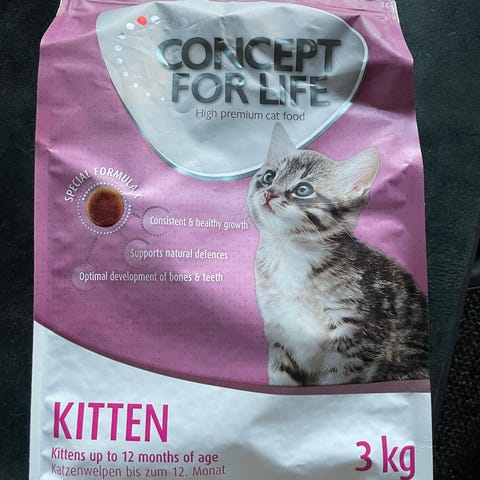 CONCEPT
FOR LIFE
High premium cat food
SPECIAL FORMULA
Consistent & healthy growth
Supports natural defences
Optimal development of bones & teeth
KITTEN
Kittens up to 12 months of age
Katzenwelpen bis zum 12. Monat
3 kg